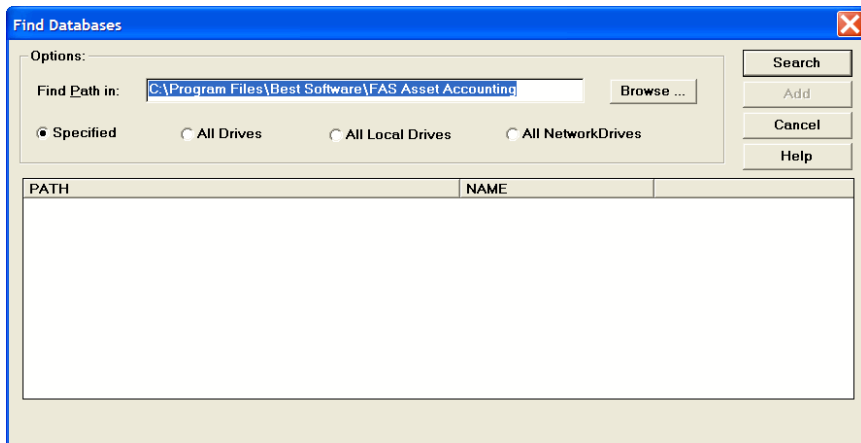 Find Databases
Options:
Find Path in: C:\Program Files\Best Software\FAS Asset Accounting Browse ...
Specified All Drives All Local Drives All NetworkDrives
Search
Add
Cancel
Help
PATH NAME